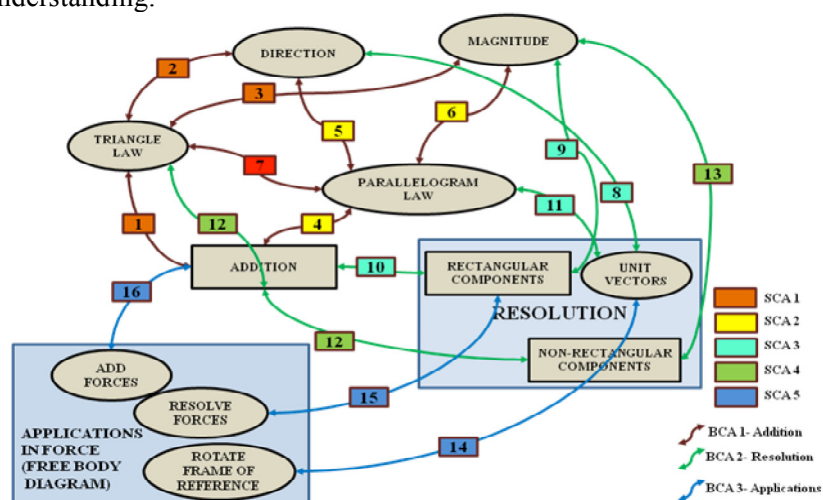 nderstanding.
DIRECTION
MAGNITUDE
2
3
5
6
TRIANGLE
LAW
7
9
13
PARALLELOGRAM
LAW
8
11
1
12
4
ADDITION
10
RECTANGULAR
COMPONENTS
UNIT
VECTORS
16
RESOLUTION
12
NON-RECTANGULAR
COMPONENTS
SCA 1
SCA 2
SCA 3
SCA 4
SCA 5
ADD
FORCES
15
RESOLVE
FORCES
APPLICATIONS
IN FORCE
(FREE BODY
DIAGRAM)
14
ROTATE
FRAME OF
REFERENCE
BCA 1- Addition
BCA 2- Resolution
BCA 3- Applications